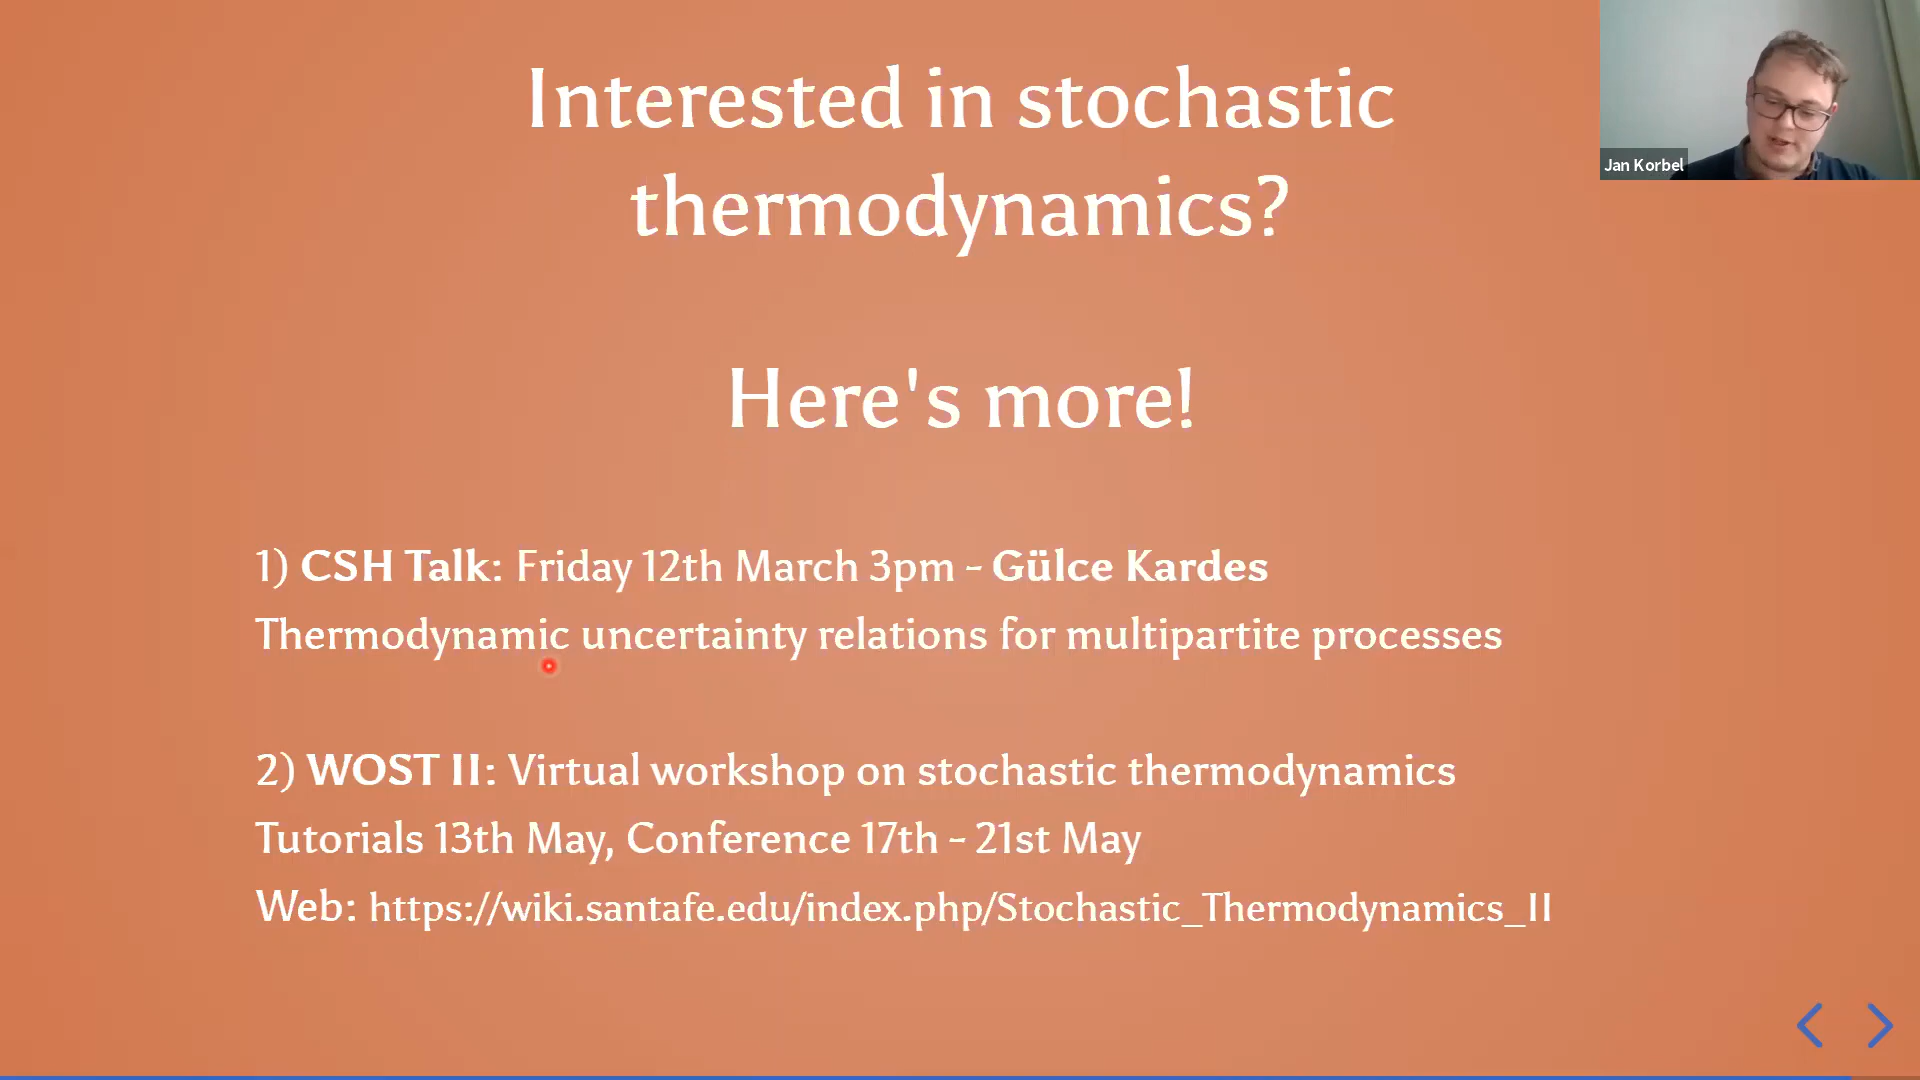 Interested in stochastic
thermodynamics?
Here's more!
1) CSH Talk: Friday 12th March 3pm - Gülce Kardes
Thermodynamic uncertainty relations for multipartite processes
2) WOST II: Virtual workshop on stochastic thermodynamics
Tutorials 13th May, Conference 17th - 21st May
Web: https://wiki.santafe.edu/index.php/Stochastic_Thermodynamics_II
Jan Korbel